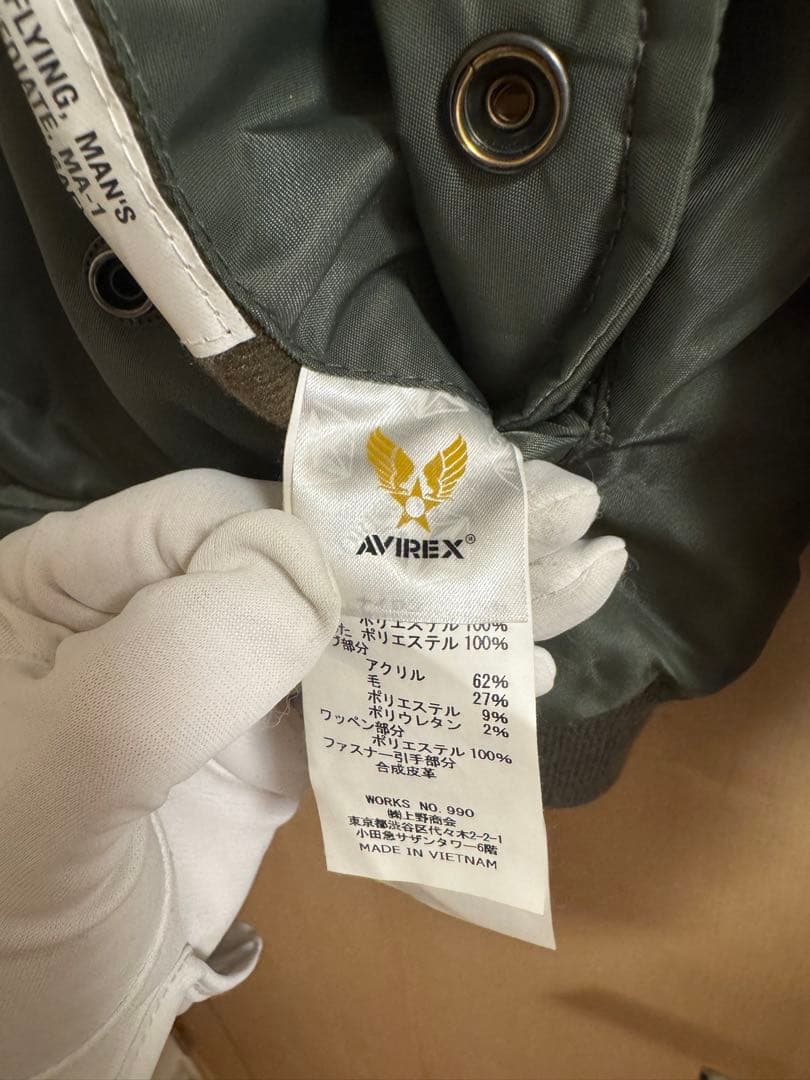 FLYING, MAN'S
MA-1
AVIREX®
ポリエステル 100%
ポリエステル 100%
部分
アクリル 62%
毛 27%
ポリエステル 9%
ポリウレタン 2%
ワッペン部分
ポリエステル 100%
ファスナー引手部分
合成皮革
WORKS NO. 990
㈱上野商会
東京都渋谷区代々木2-2-1
小田急サザンタワー6階
MADE IN VIETNAM